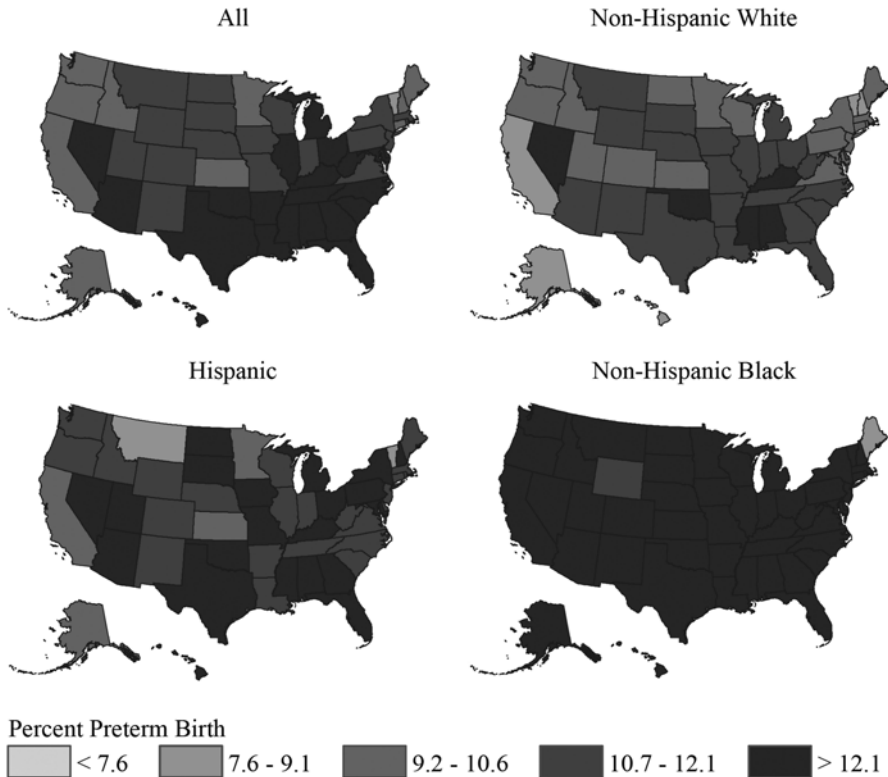 All
Non-Hispanic White
Hispanic
Non-Hispanic Black
Percent Preterm Birth
< 7.6
7.6 - 9.1
9.2 - 10.6
10.7 - 12.1
> 12.1